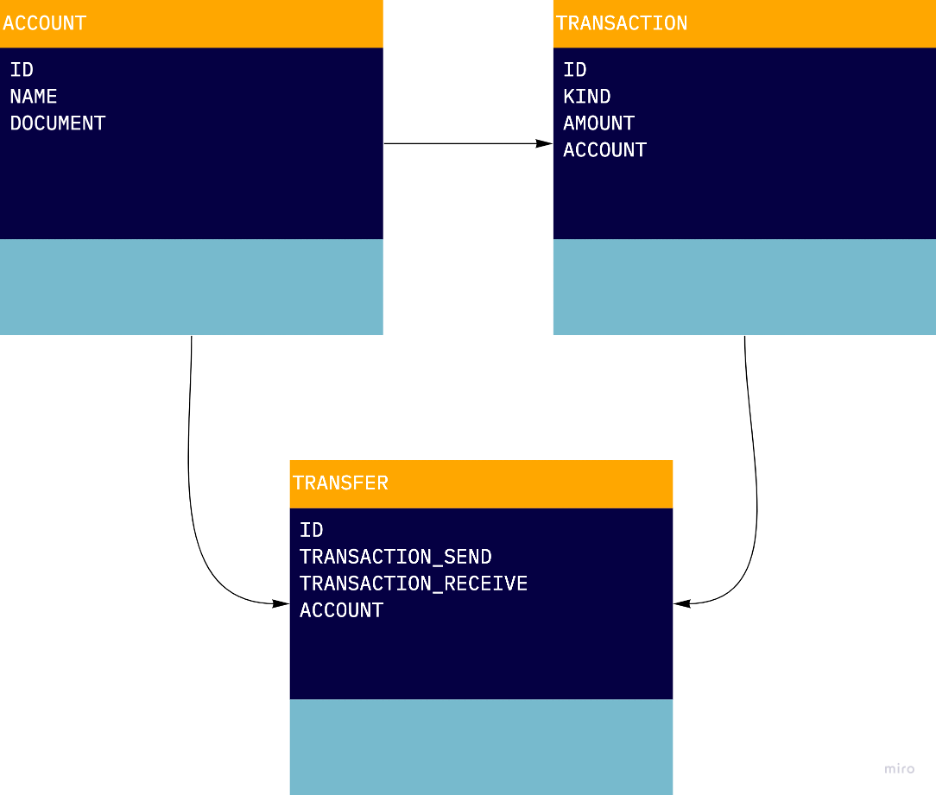 ACCOUNT
ID
NAME
DOCUMENT
TRANSACTION
ID
KIND
AMOUNT
ACCOUNT
TRANSFER
ID
TRANSACTION_SEND
TRANSACTION_RECEIVE
ACCOUNT
miro